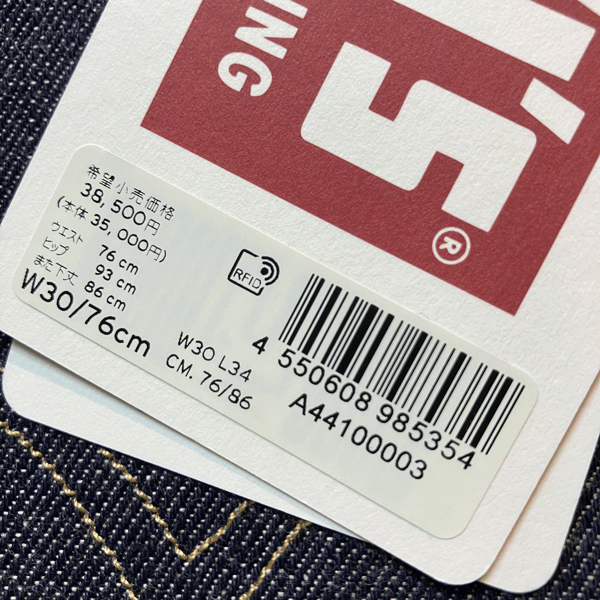 ING
'S
®
希望小売価格
38,500円
(本体 35,000円)
ウエスト 76 cm
ヒップ 93 cm
また下丈 86 cm
W30/76cm
RFID
W30 L34
CM. 76/86
4 550608 985354
A44100003